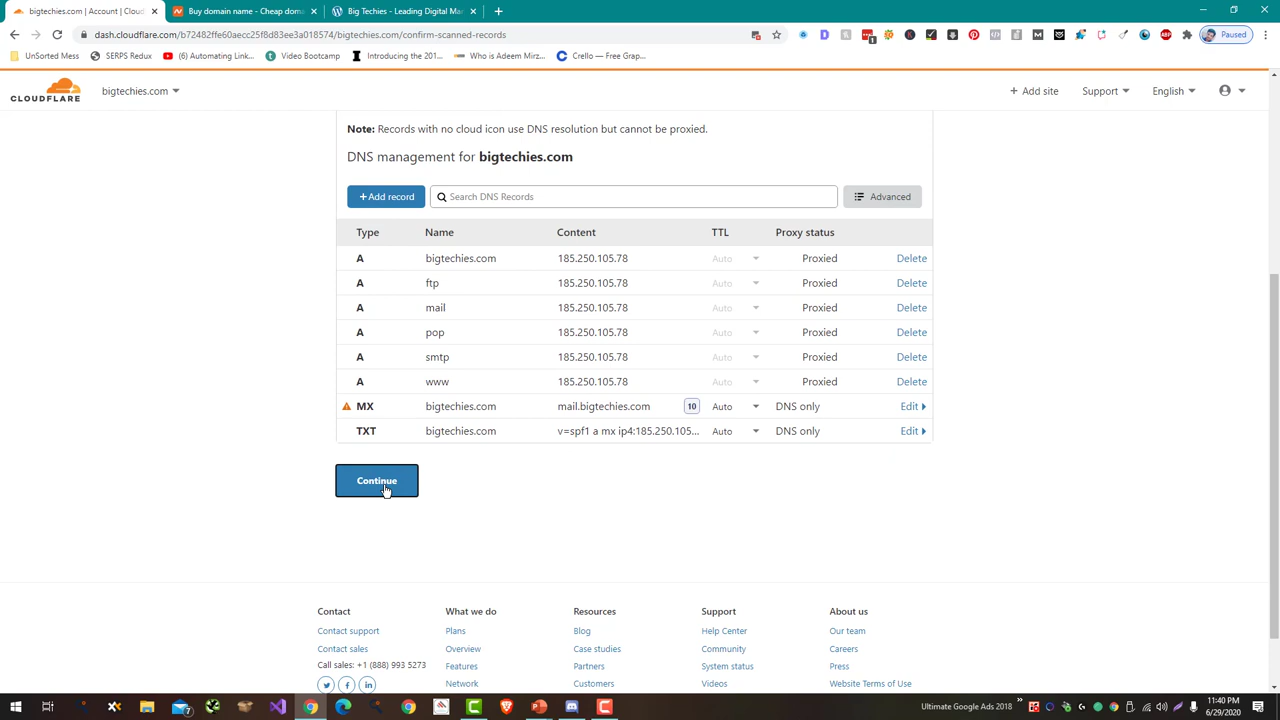 bigtechies.com | Account | Cloud
Buy domain name - Cheap doma
Big Techies - Leading Digital Mar
dash.cloudflare.com/b72482ffe60aecc25f8d83ee3a018574/bigtechies.com/confirm-scanned-records
Paused
UnSorted Mess
SERPS Redux
(6) Automating Link...
Video Bootcamp
Introducing the 201...
Who is Adeem Mirz...
Crello — Free Grap...
CLOUDFLARE
bigtechies.com
+ Add site
Support
English
Note: Records with no cloud icon use DNS resolution but cannot be proxied.
DNS management for bigtechies.com
+Add record
Search DNS Records
Advanced
Type Name Content TTL Proxy status
A bigtechies.com 185.250.105.78 Auto Proxied Delete
A ftp 185.250.105.78 Auto Proxied Delete
A mail 185.250.105.78 Auto Proxied Delete
A pop 185.250.105.78 Auto Proxied Delete
A smtp 185.250.105.78 Auto Proxied Delete
A www 185.250.105.78 Auto Proxied Delete
MX bigtechies.com mail.bigtechies.com 10 Auto DNS only Edit
TXT bigtechies.com v=spf1 a mx ip4:185.250.105... Auto DNS only Edit
Continue
Contact What we do Resources Support About us
Contact support Plans Blog Help Center Our team
Contact sales Overview Case studies Community Careers
Call sales: +1 (888) 993 5273 Features Partners System status Press
Network Customers Videos Website Terms of Use
Ultimate Google Ads 2018
11:40 PM
6/29/2020